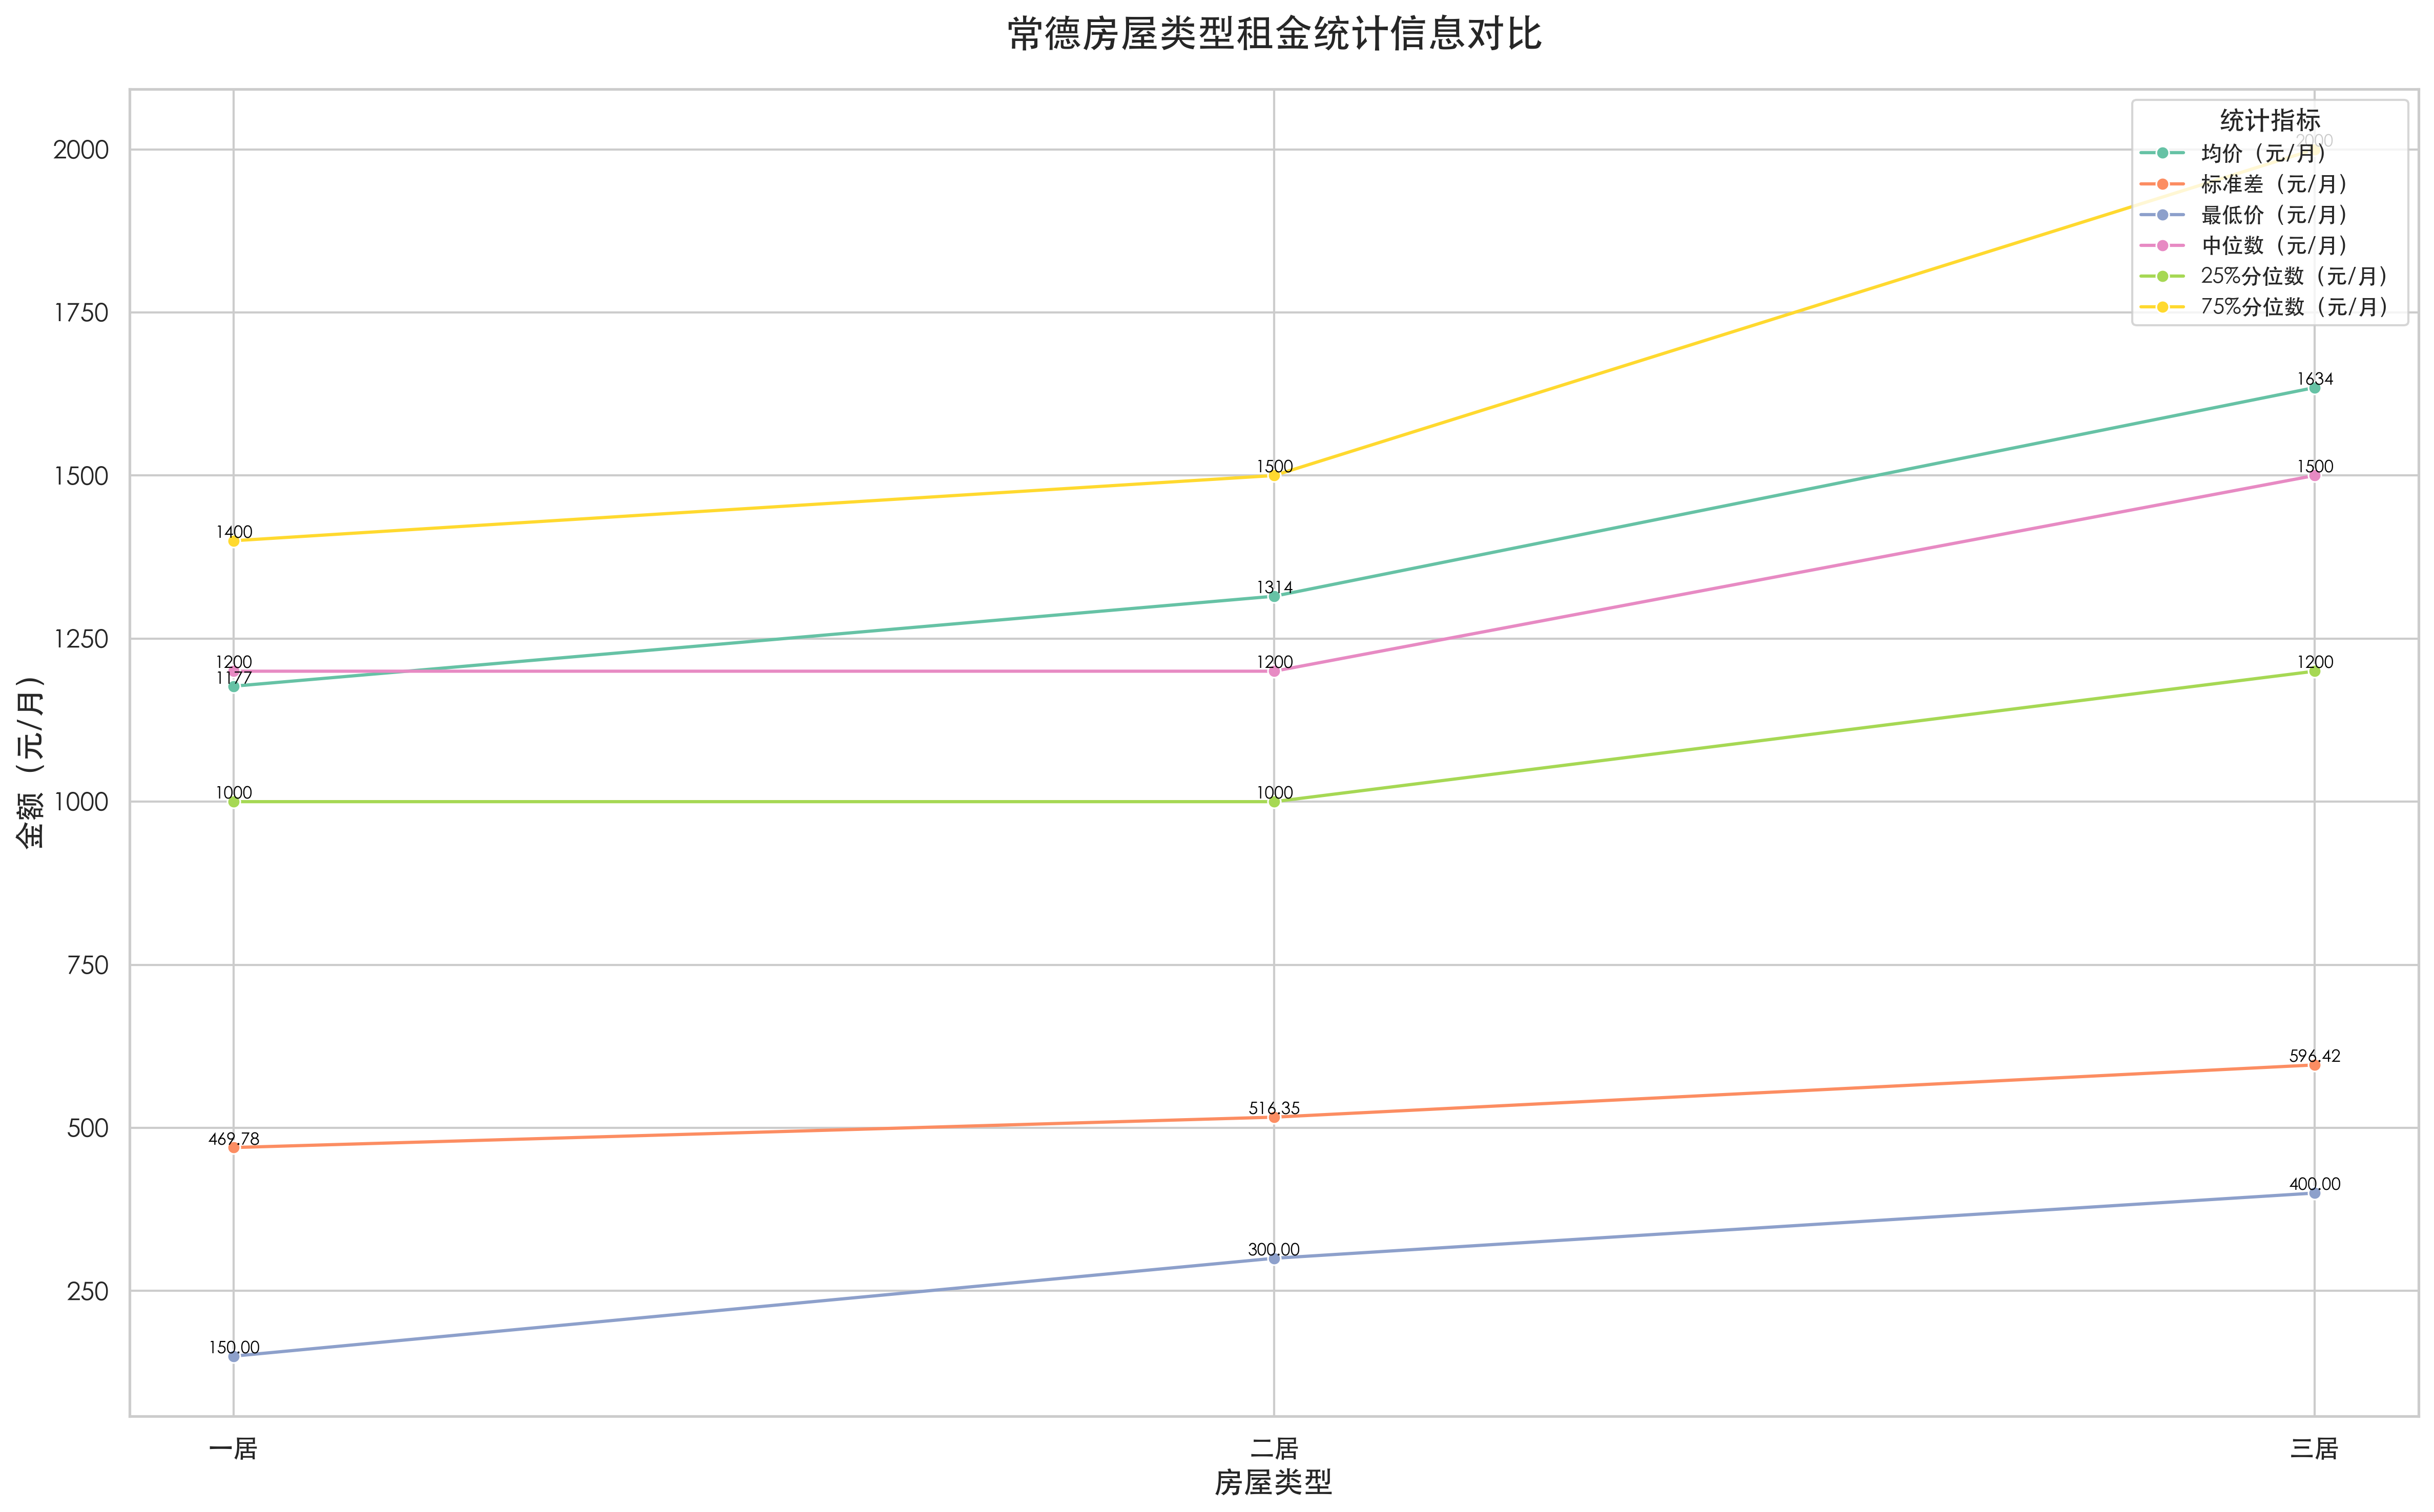 常德房屋类型租金统计信息对比
统计指标
均价（元/月）
标准差（元/月）
最低价（元/月）
中位数（元/月）
25%分位数（元/月）
75%分位数（元/月）
金额（元/月）
2000
1750
1500
1250
1000
750
500
250
2000
1634
1500
1500
1400
1314
1200
1177
1200
1200
1000
1000
596.42
516.35
469.78
400.00
300.00
150.00
一居
二居
三居
房屋类型